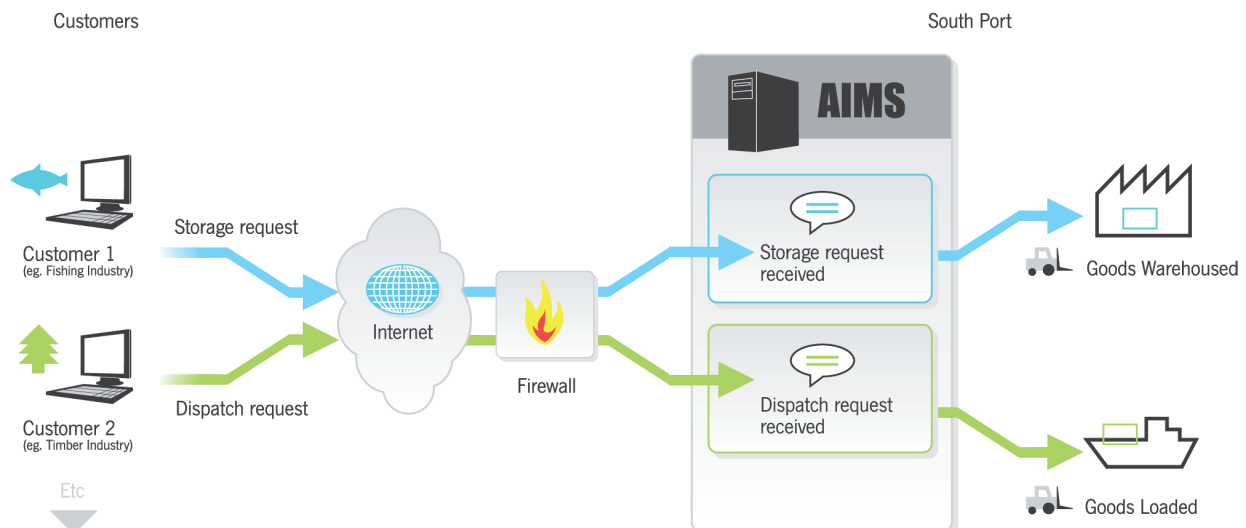 Customers
South Port
AIMS
Storage request
Customer 1
(eg. Fishing Industry)
Internet
Storage request
received
Goods Warehoused
Firewall
Dispatch request
Customer 2
(eg. Timber Industry)
Dispatch request
received
Etc
Goods Loaded